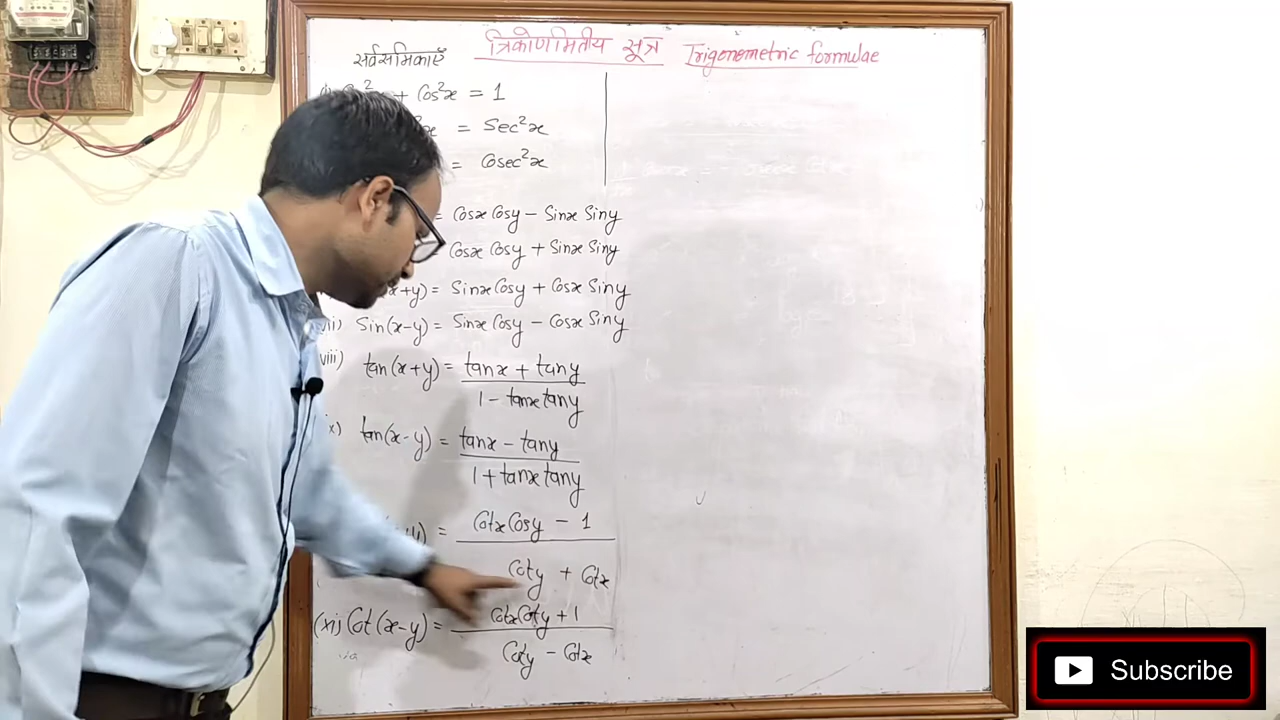 सर्वसमिकाएँ त्रिकोणमितीय सूत्र Trigonometric formulae
+ Cos²x = 1
= Sec²x
= Cosec²x
= Cosx Cosy - Sinx Siny
Cosx Cosy + Sinx Siny
+y) = Sinx Cosy + Cosx Siny
Sin(x-y) = Sinx Cosy - Cosx Siny
viii) tan(x+y) = tanx + tany
1 - tanx tany
x) tan(x-y) = tanx - tany
1 + tanx tany
= Cotx Coty - 1
Coty + Cotx
(xi) Cot(x-y) = Cotx Coty + 1
Coty - Cotx
Subscribe